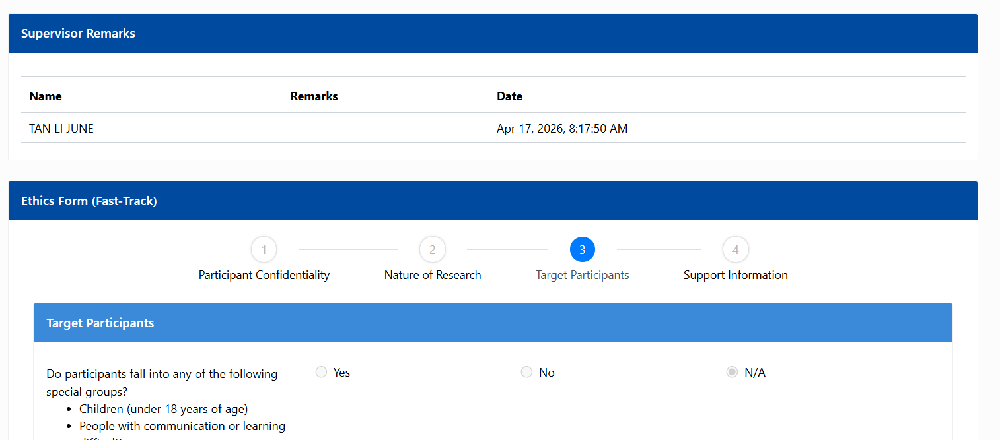 Supervisor Remarks
Name Remarks Date
TAN LI JUNE - Apr 17, 2026, 8:17:50 AM
Ethics Form (Fast-Track)
1 2 3 4
Participant Confidentiality Nature of Research Target Participants Support Information
Target Participants
Do participants fall into any of the following Yes No N/A
special groups?
• Children (under 18 years of age)
• People with communication or learning